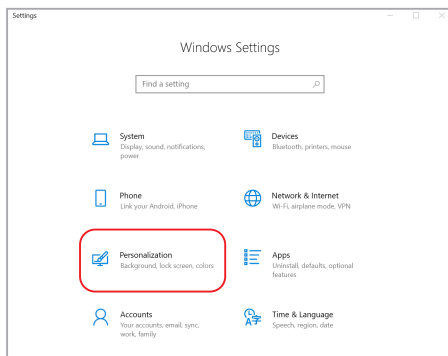 Settings
Windows Settings
Find a setting
System
Display, sound, notifications,
power
Devices
Bluetooth, printers, mouse
Phone
Link your Android, iPhone
Network & Internet
Wi-Fi, airplane mode, VPN
Personalization
Background, lock screen, colors
Apps
Uninstall, defaults, optional
features
Accounts
Your accounts, email, sync,
work, family
Time & Language
Speech, region, date